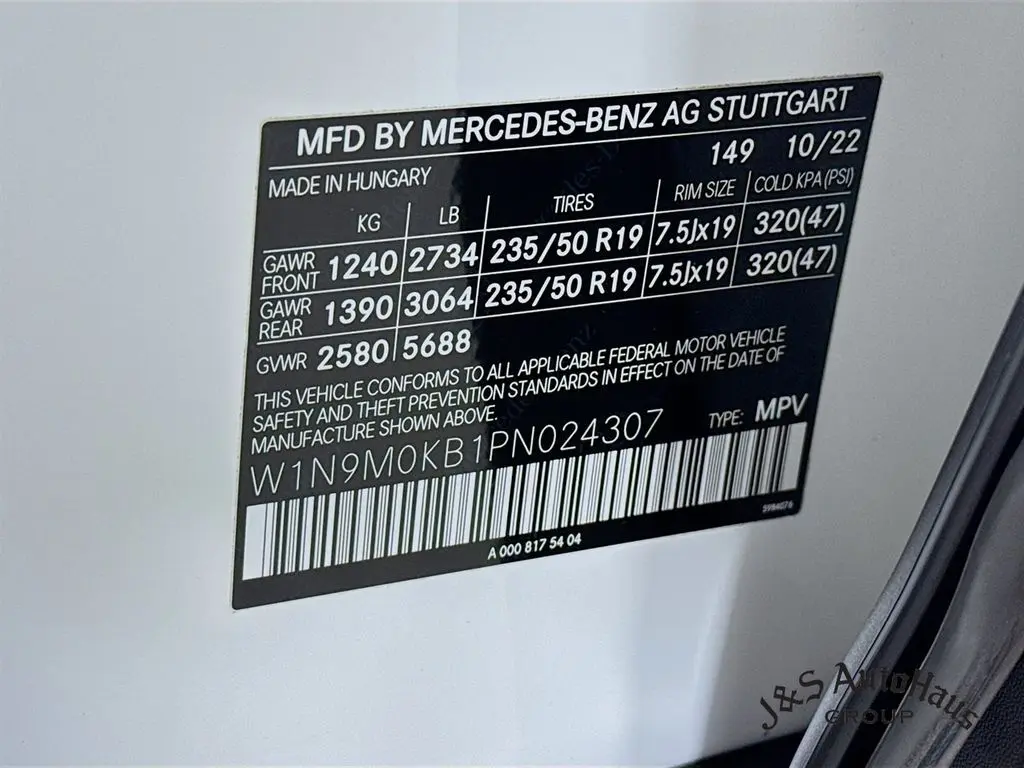 MFD BY MERCEDES-BENZ AG STUTTGART
149 10/22
MADE IN HUNGARY
KG LB TIRES RIM SIZE COLD KPA (PSI)
GAWR FRONT 1240 2734 235/50 R19 7.5Jx19 320(47)
GAWR REAR 1390 3064 235/50 R19 7.5Jx19 320(47)
GVWR 2580 5688
THIS VEHICLE CONFORMS TO ALL APPLICABLE FEDERAL MOTOR VEHICLE
SAFETY AND THEFT PREVENTION STANDARDS IN EFFECT ON THE DATE OF
MANUFACTURE SHOWN ABOVE.
W1N9M0KB1PN024307 TYPE: MPV
5984076
A 000 817 54 04
J&S AutoHaus
GROUP